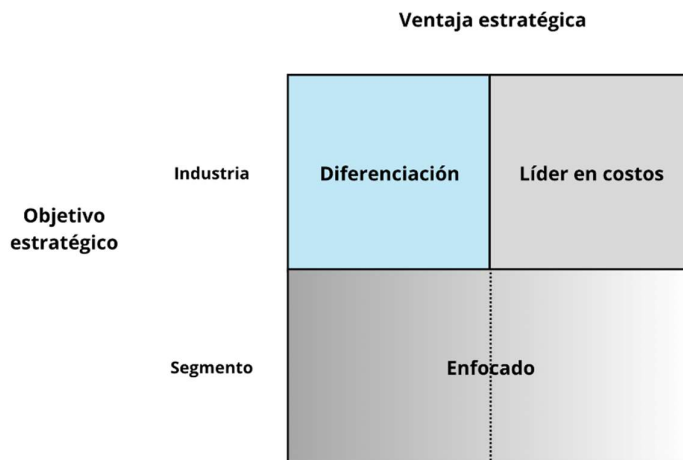 Ventaja estratégica
Industria
Diferenciación
Líder en costos
Objetivo
estratégico
Segmento
Enfocado